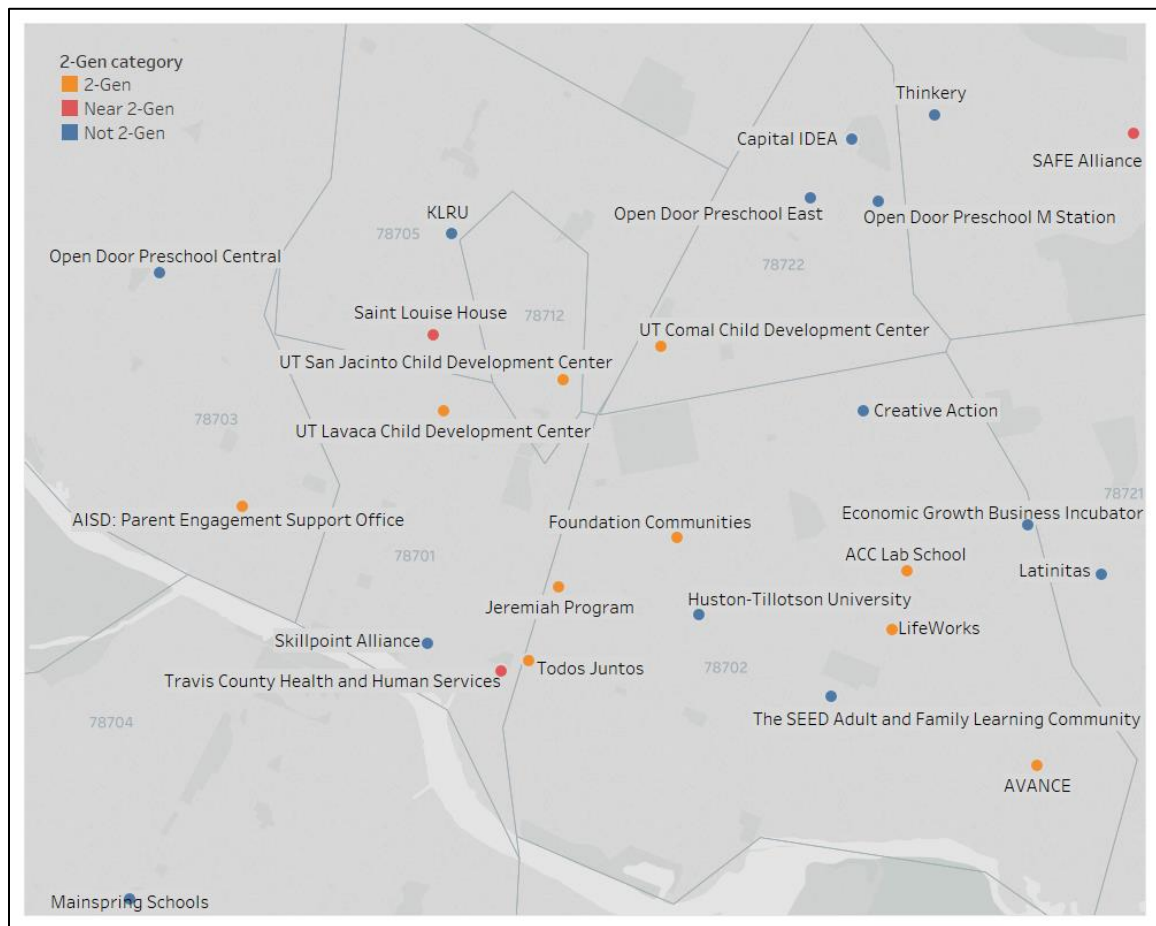 2-Gen category
2-Gen
Near 2-Gen
Not 2-Gen
Thinkery
Capital IDEA
SAFE Alliance
Open Door Preschool East
Open Door Preschool M Station
KLRU
78705
Open Door Preschool Central
78722
Saint Louise House
78712
UT Comal Child Development Center
UT San Jacinto Child Development Center
78703
Creative Action
UT Lavaca Child Development Center
78721
AISD: Parent Engagement Support Office
Foundation Communities
Economic Growth Business Incubator
78701
ACC Lab School
Latinitas
Jeremiah Program
Huston-Tillotson University
LifeWorks
Skillpoint Alliance
Todos Juntos
78702
Travis County Health and Human Services
78704
The SEED Adult and Family Learning Community
AVANCE
Mainspring Schools